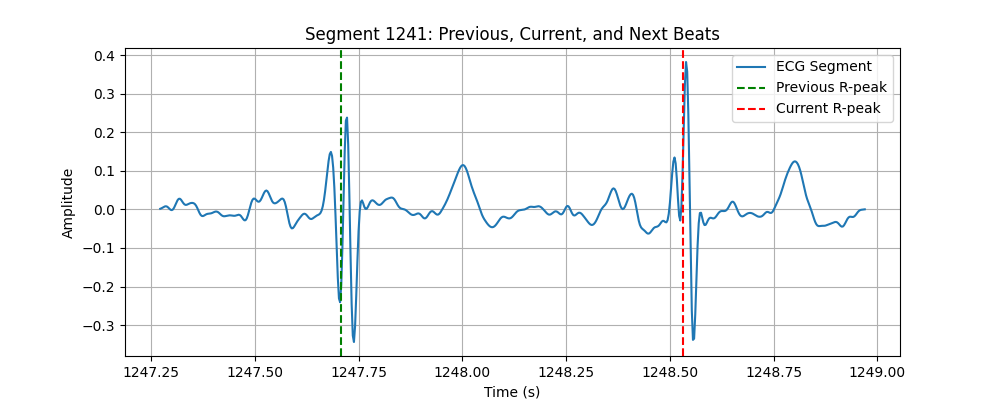 Segment 1241: Previous, Current, and Next Beats
0.4
0.3
0.2
0.1
0.0
−0.1
−0.2
−0.3
Amplitude
ECG Segment
Previous R-peak
Current R-peak
1247.25 1247.50 1247.75 1248.00 1248.25 1248.50 1248.75 1249.00
Time (s)